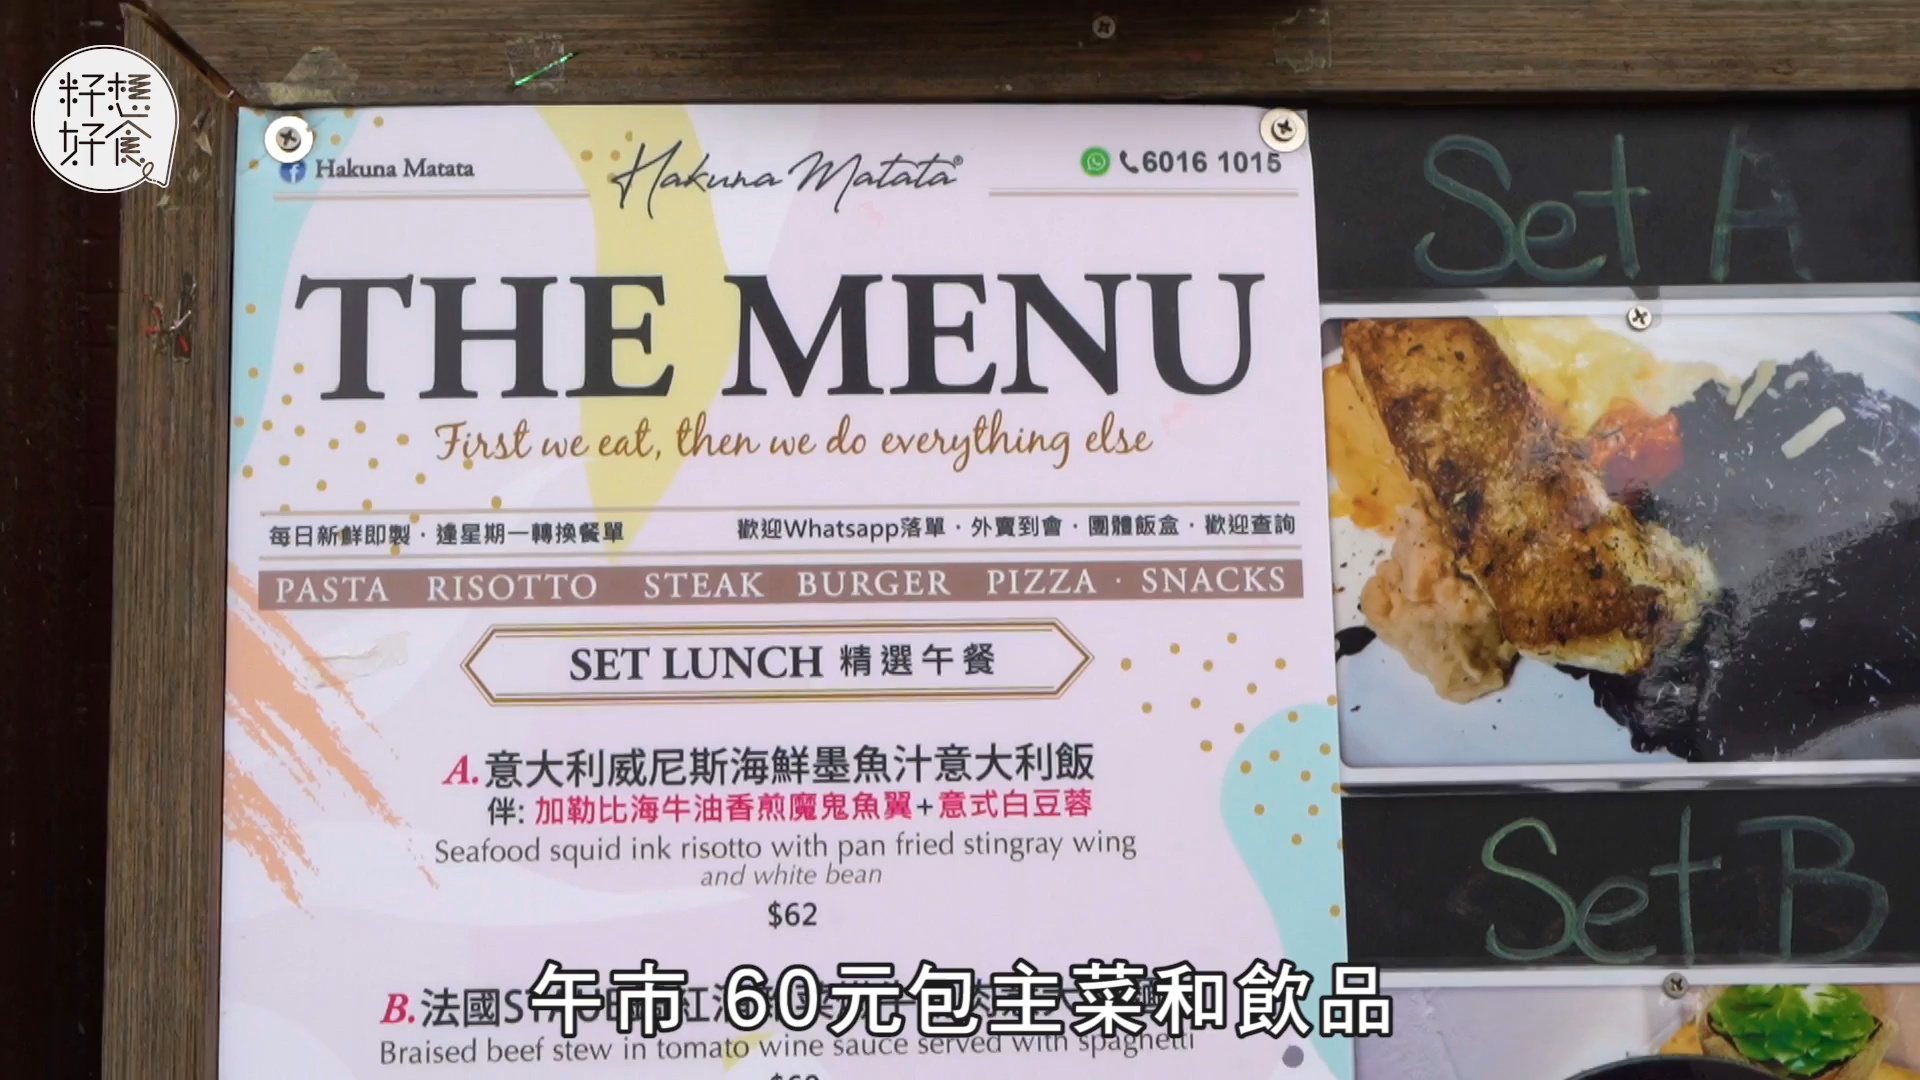 籽想
好食
Hakuna Matata
Hakuna Matata®
6016 1015
THE MENU
First we eat, then we do everything else
每日新鮮即製·逢星期一轉換餐單
歡迎Whatsapp落單·外賣到會·團體飯盒·歡迎查詢
PASTA RISOTTO STEAK BURGER PIZZA · SNACKS
SET LUNCH 精選午餐
A.意大利威尼斯海鮮墨魚汁意大利飯
伴: 加勒比海牛油香煎魔鬼魚翼+意式白豆蓉
Seafood squid ink risotto with pan fried stingray wing
and white bean
$62
B.法國
Braised beef stew in tomato wine sauce served with spaghetti
Set A
Set B
午市 60元包主菜和飲品